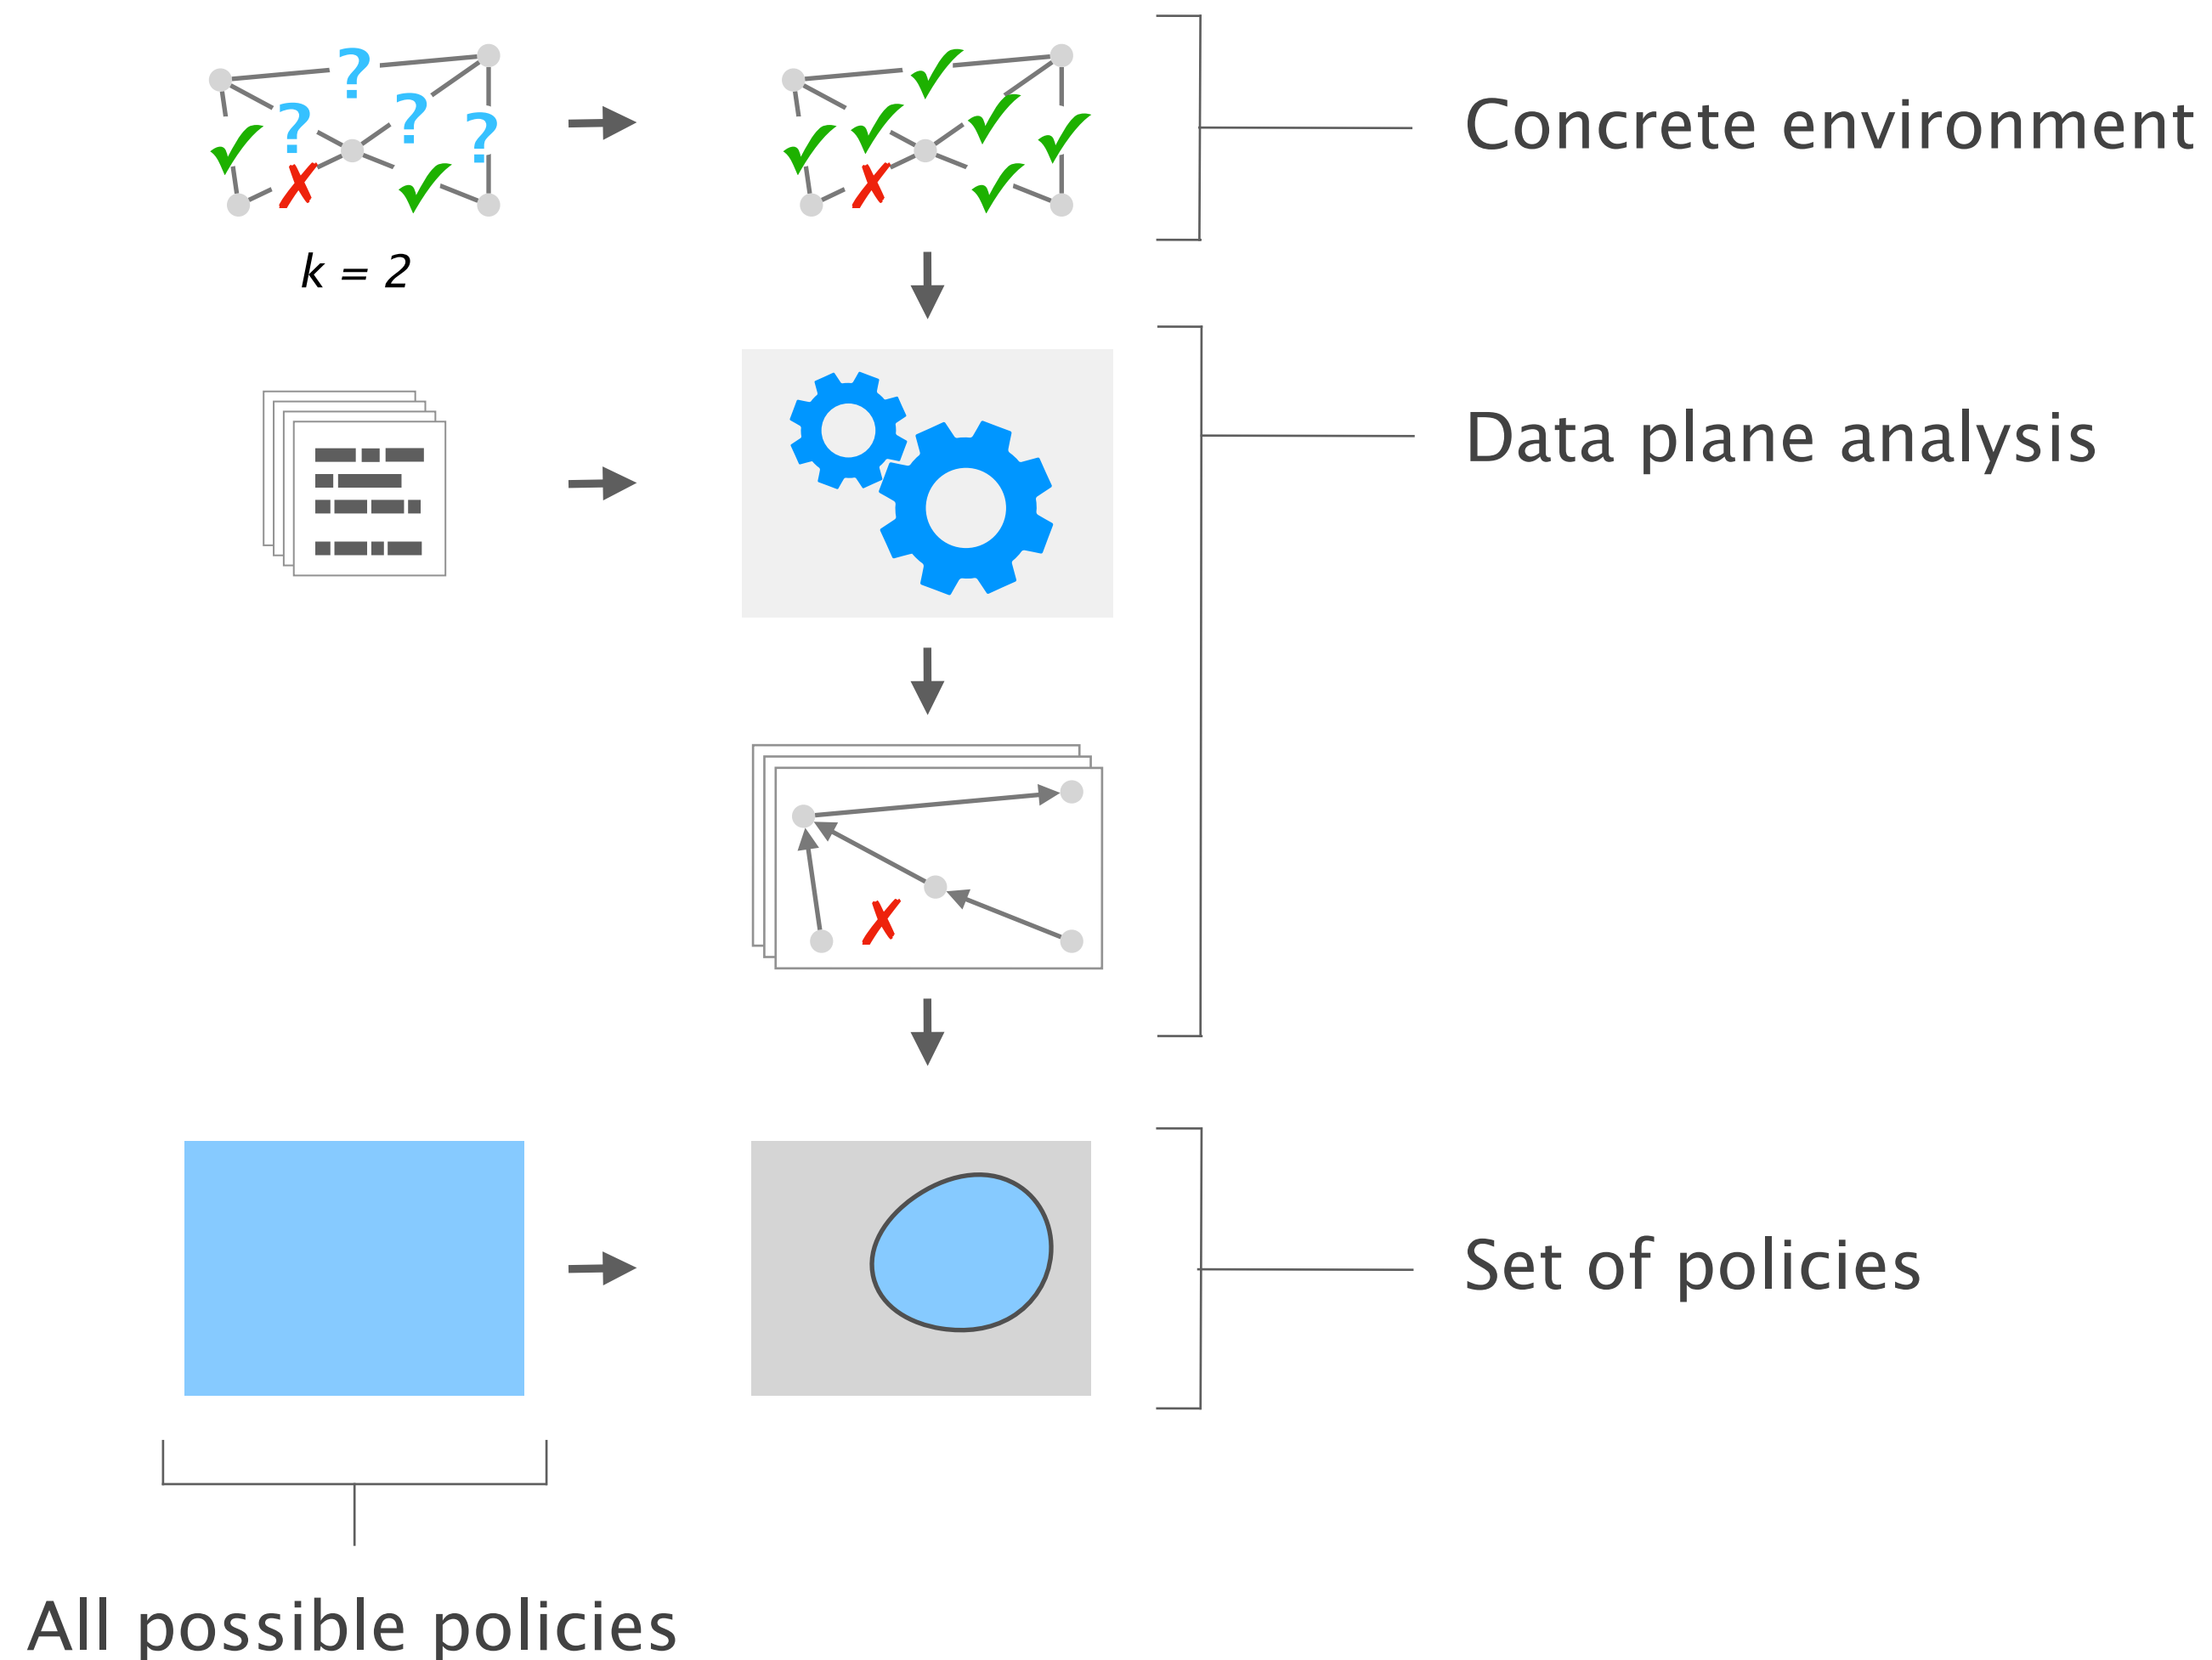 ? ? ? ?
Concrete environment
k = 2
Data plane analysis
Set of policies
All possible policies